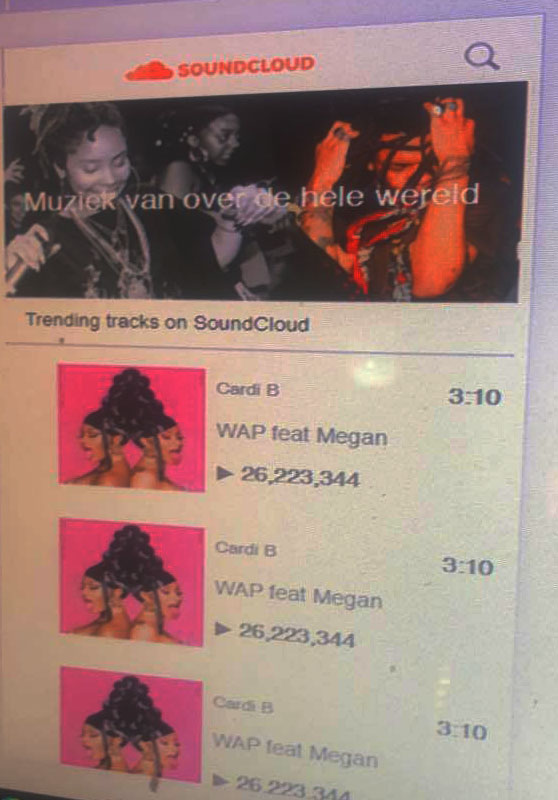 SOUNDCLOUD
Muziek van over de hele wereld
Trending tracks on SoundCloud
Cardi B
3:10
WAP feat Megan
▶ 26,223,344
Cardi B
3:10
WAP feat Megan
▶ 26,223,344
Cardi B
3:10
WAP feat Megan
▶ 26,223,344